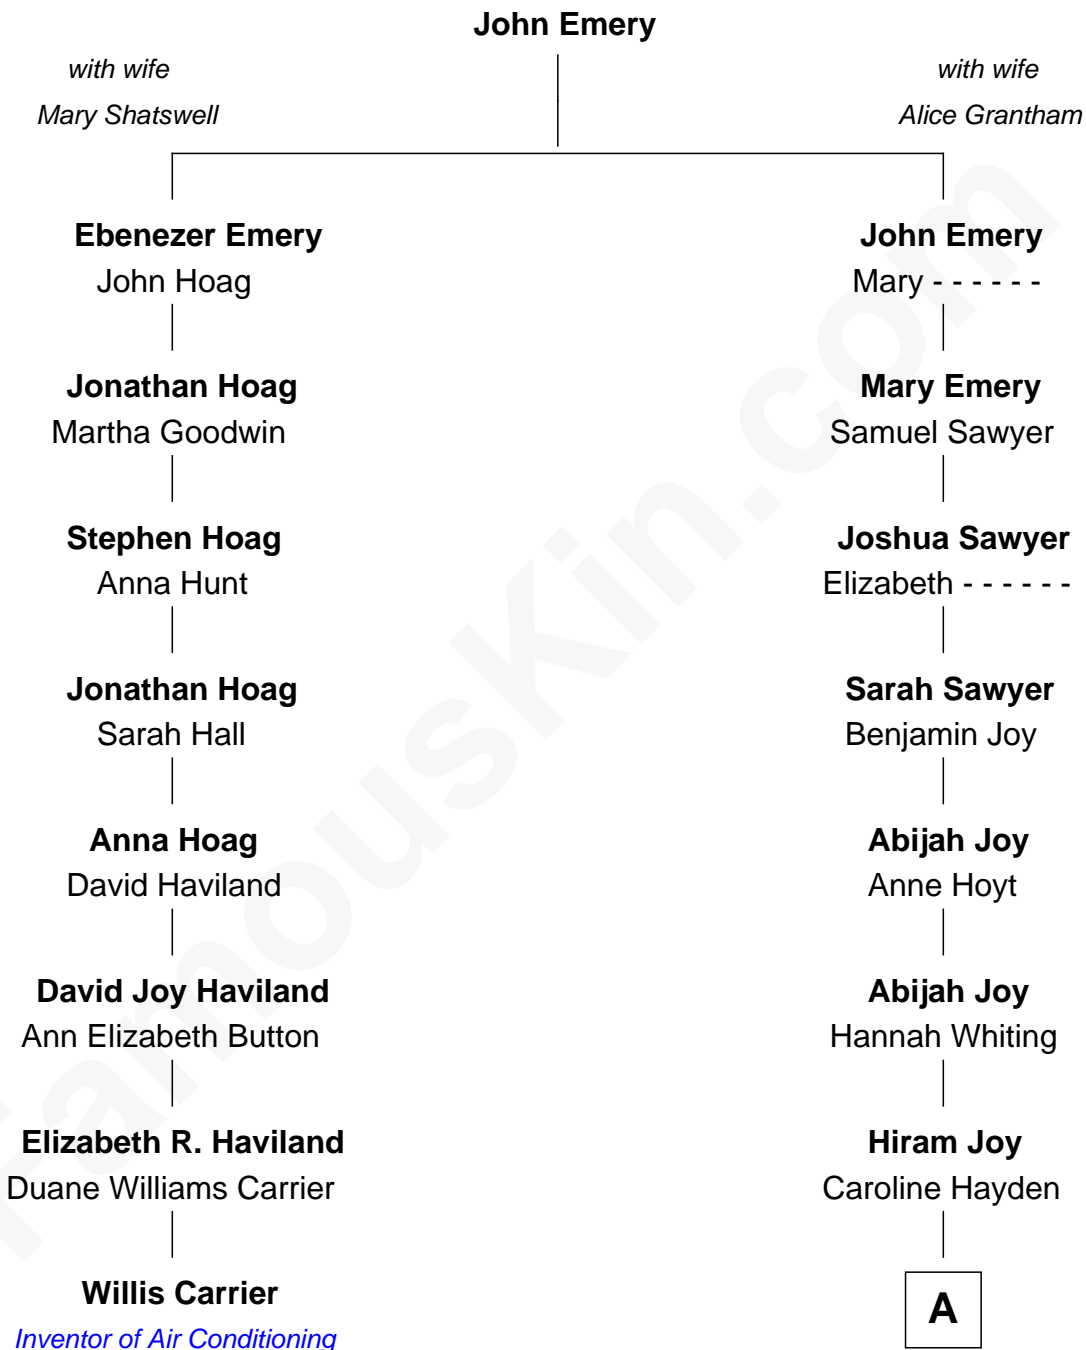 John Emery
with wife
Mary Shatswell
with wife
Alice Grantham
Ebenezer Emery
John Hoag
John Emery
Mary - - - - - -
Jonathan Hoag
Martha Goodwin
Mary Emery
Samuel Sawyer
Stephen Hoag
Anna Hunt
Joshua Sawyer
Elizabeth - - - - - -
Jonathan Hoag
Sarah Hall
Sarah Sawyer
Benjamin Joy
Anna Hoag
David Haviland
Abijah Joy
Anne Hoyt
David Joy Haviland
Ann Elizabeth Button
Abijah Joy
Hannah Whiting
Elizabeth R. Haviland
Duane Williams Carrier
Hiram Joy
Caroline Hayden
Willis Carrier
Inventor of Air Conditioning
A
FamousKin.com